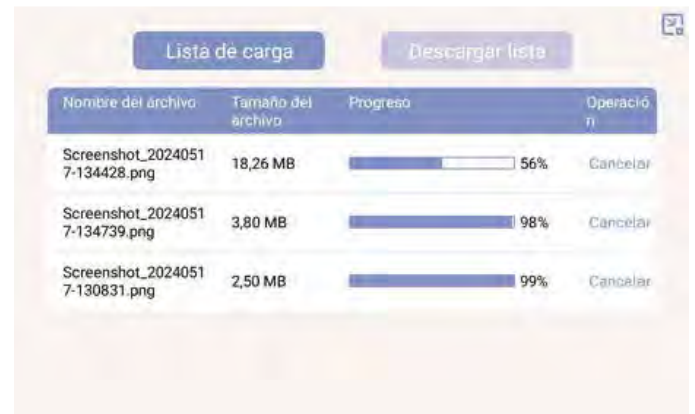 Lista de carga
Descargar lista
Nombre del archivo
Tamaño del
archivo
Progreso
Operació
n
Screenshot_2024051
7-134428.png
18,26 MB
56%
Cancelar
Screenshot_2024051
7-134739.png
3,80 MB
98%
Cancelar
Screenshot_2024051
7-130831.png
2,50 MB
99%
Cancelar